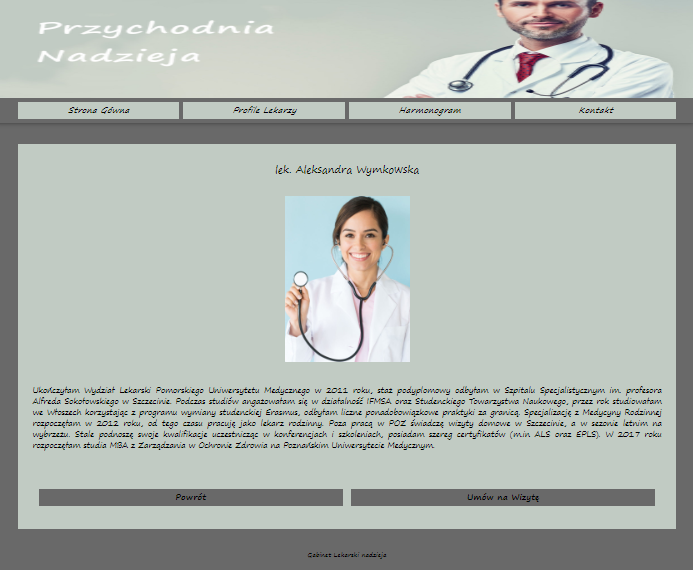 Przychodnia
Nadzieja
Strona Gówna
Profile Lekarzy
Harmonogram
Kontakt
lek. Aleksandra Wymkowska
Ukończyłam Wydział Lekarski Pomorskiego Uniwersytetu Medycznego w 2011 roku, staż podyplomowy odbyłam w Szpitalu Specjalistycznym im. profesora
Alfreda Sokołowskiego w Szczecinie. Podczas studiów angażowałam się w działalność IFMSA oraz Studenckiego Towarzystwa Naukowego, przez rok studiowałam
we Włoszech korzystając z programu wymiany studenckiej Erasmus, odbyłam liczne ponadobowiązkowe praktyki za granicą. Specjalizację z Medycyny Rodzinnej
rozpoczęłam w 2012 roku, od tego czasu pracuję jako lekarz rodzinny. Poza pracą w POZ świadczę wizyty domowe w Szczecinie, a w sezonie letnim na
wybrzeżu. Stale podnoszę swoje kwalifikacje uczestnicząc w konferencjach i szkoleniach, posiadam szereg certyfikatów (m.in ALS oraz EPLS). W 2017 roku
rozpoczęłam studia MBA z Zarządzania w Ochronie Zdrowia na Poznańskim Uniwersytecie Medycznym.
Powrót
Umów na Wizytę
Gabinet Lekarski nadzieja